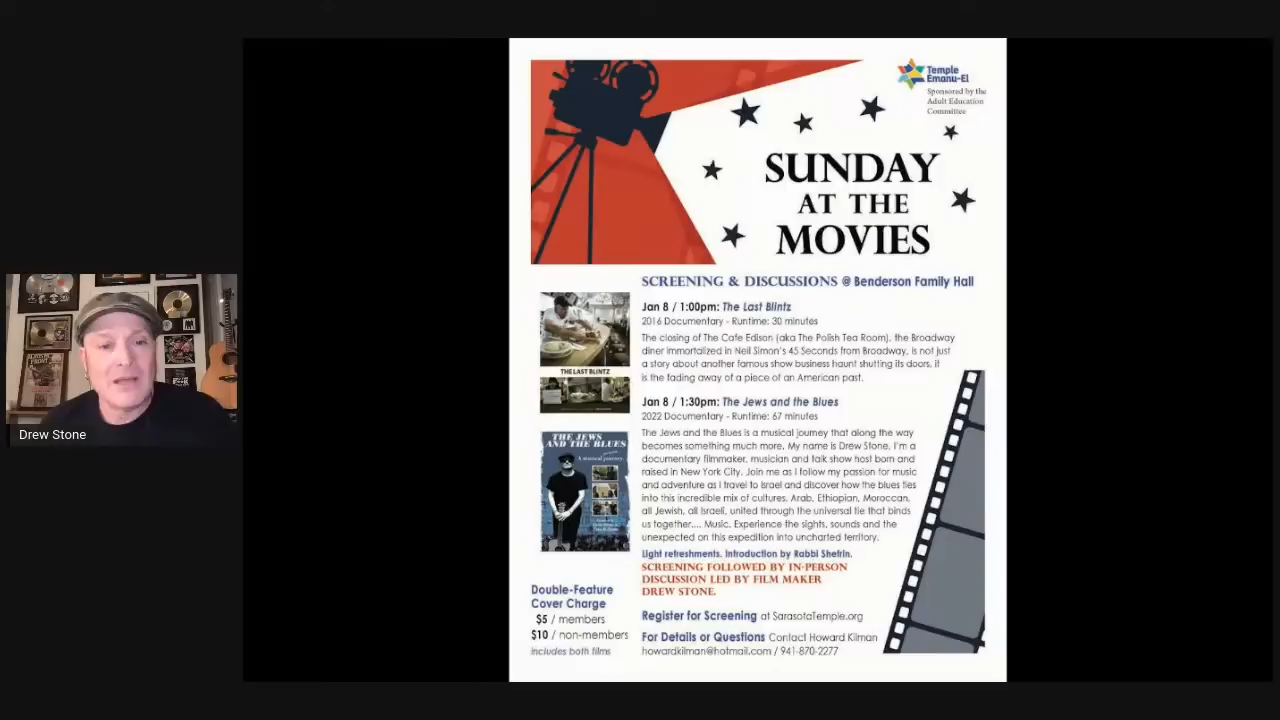 Temple
Emanu-El
Sponsored by the
Adult Education
Committee
SUNDAY
AT THE
MOVIES
SCREENING & DISCUSSIONS @ Benderson Family Hall
Jan 8 / 1:00pm: The Last Blintz
2016 Documentary - Runtime: 30 minutes
The closing of The Cafe Edison (aka The Polish Tea Room), the Broadway
diner immortalized in Neil Simon's 45 Seconds from Broadway, is not just
a story about another famous show business haunt shutting its doors, it
is the fading away of a piece of an American past.
THE LAST BLINTZ
Jan 8 / 1:30pm: The Jews and the Blues
2022 Documentary - Runtime: 67 minutes
The Jews and the Blues is a musical journey that along the way
becomes something much more. My name is Drew Stone, I'm a
documentary filmmaker, musician and talk show host born and
raised in New York City. Join me as I follow my passion for music
and adventure as I travel to Israel and discover how the blues ties
into this incredible mix of cultures. Arab, Ethiopian, Moroccan,
all Jewish, all Israeli, united through the universal tie that binds
us together.... Music. Experience the sights, sounds and the
unexpected on this expedition into uncharted territory.
THE JEWS
AND THE BLUES
A musical journey
Light refreshments. Introduction by Rabbi Shefrin.
SCREENING FOLLOWED BY IN-PERSON
DISCUSSION LED BY FILM MAKER
DREW STONE.
Double-Feature
Cover Charge
$5 / members
$10 / non-members
includes both films
Register for Screening at SarasotaTemple.org
For Details or Questions Contact Howard Kilman
howardkilman@hotmail.com / 941-870-2277
Drew Stone